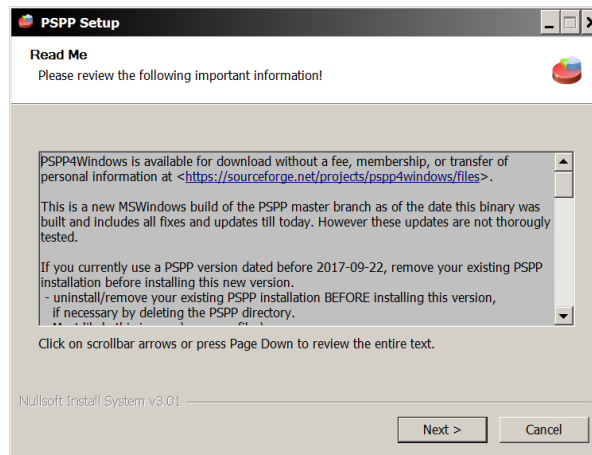 PSPP Setup
Read Me
Please review the following important information!
PSPP4Windows is available for download without a fee, membership, or transfer of
personal information at <https://sourceforge.net/projects/pspp4windows/files>.
This is a new MSWindows build of the PSPP master branch as of the date this binary was
built and includes all fixes and updates till today. However these updates are not thorougly
tested.
If you currently use a PSPP version dated before 2017-09-22, remove your existing PSPP
installation before installing this new version.
- uninstall/remove your existing PSPP installation BEFORE installing this version,
if necessary by deleting the PSPP directory.
Click on scrollbar arrows or press Page Down to review the entire text.
Nullsoft Install System v3.01
Next >
Cancel